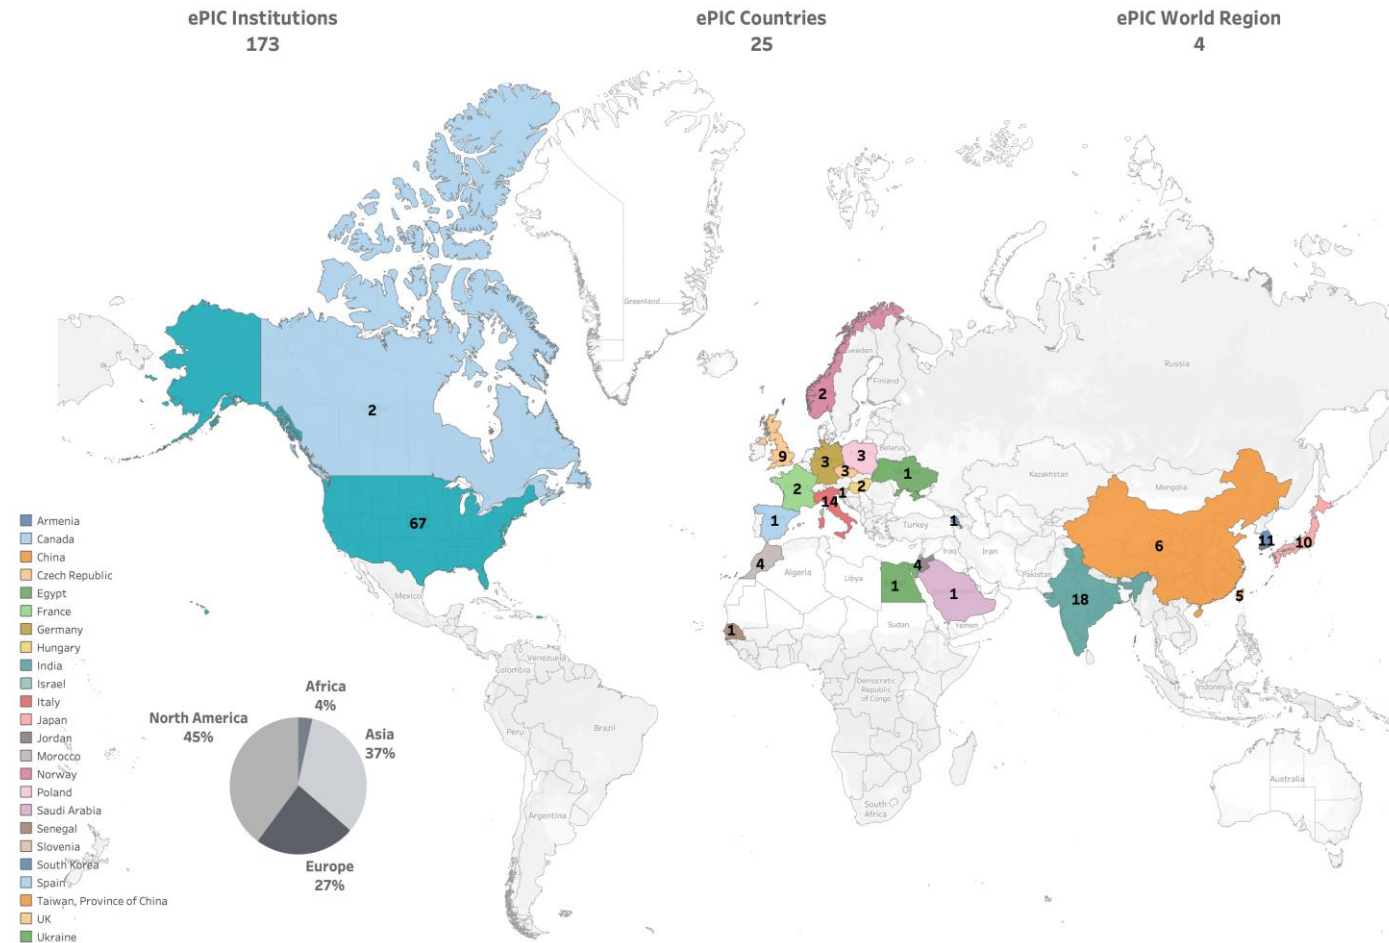 ePIC Institutions
173
ePIC Countries
25
ePIC World Region
4
Greenland
Sweden
Finland
Russia
Belarus
Kazakhstan
Mongolia
Turkey
Iraq
Iran
Pakistan
Algeria
Libya
Sudan
Yemen
Mexico
Venezuela
Colombia
Brazil
Peru
Argentina
Democratic
Republic
of Congo
South
Africa
Indonesia
Australia
2
67
2
9
3
3
3
1
2
2
1
14
1
1
4
4
1
1
1
6
11
10
5
18
Armenia
Canada
China
Czech Republic
Egypt
France
Germany
Hungary
India
Israel
Italy
Japan
Jordan
Morocco
Norway
Poland
Saudi Arabia
Senegal
Slovenia
South Korea
Spain
Taiwan, Province of China
UK
Ukraine
Africa
4%
North America
45%
Asia
37%
Europe
27%